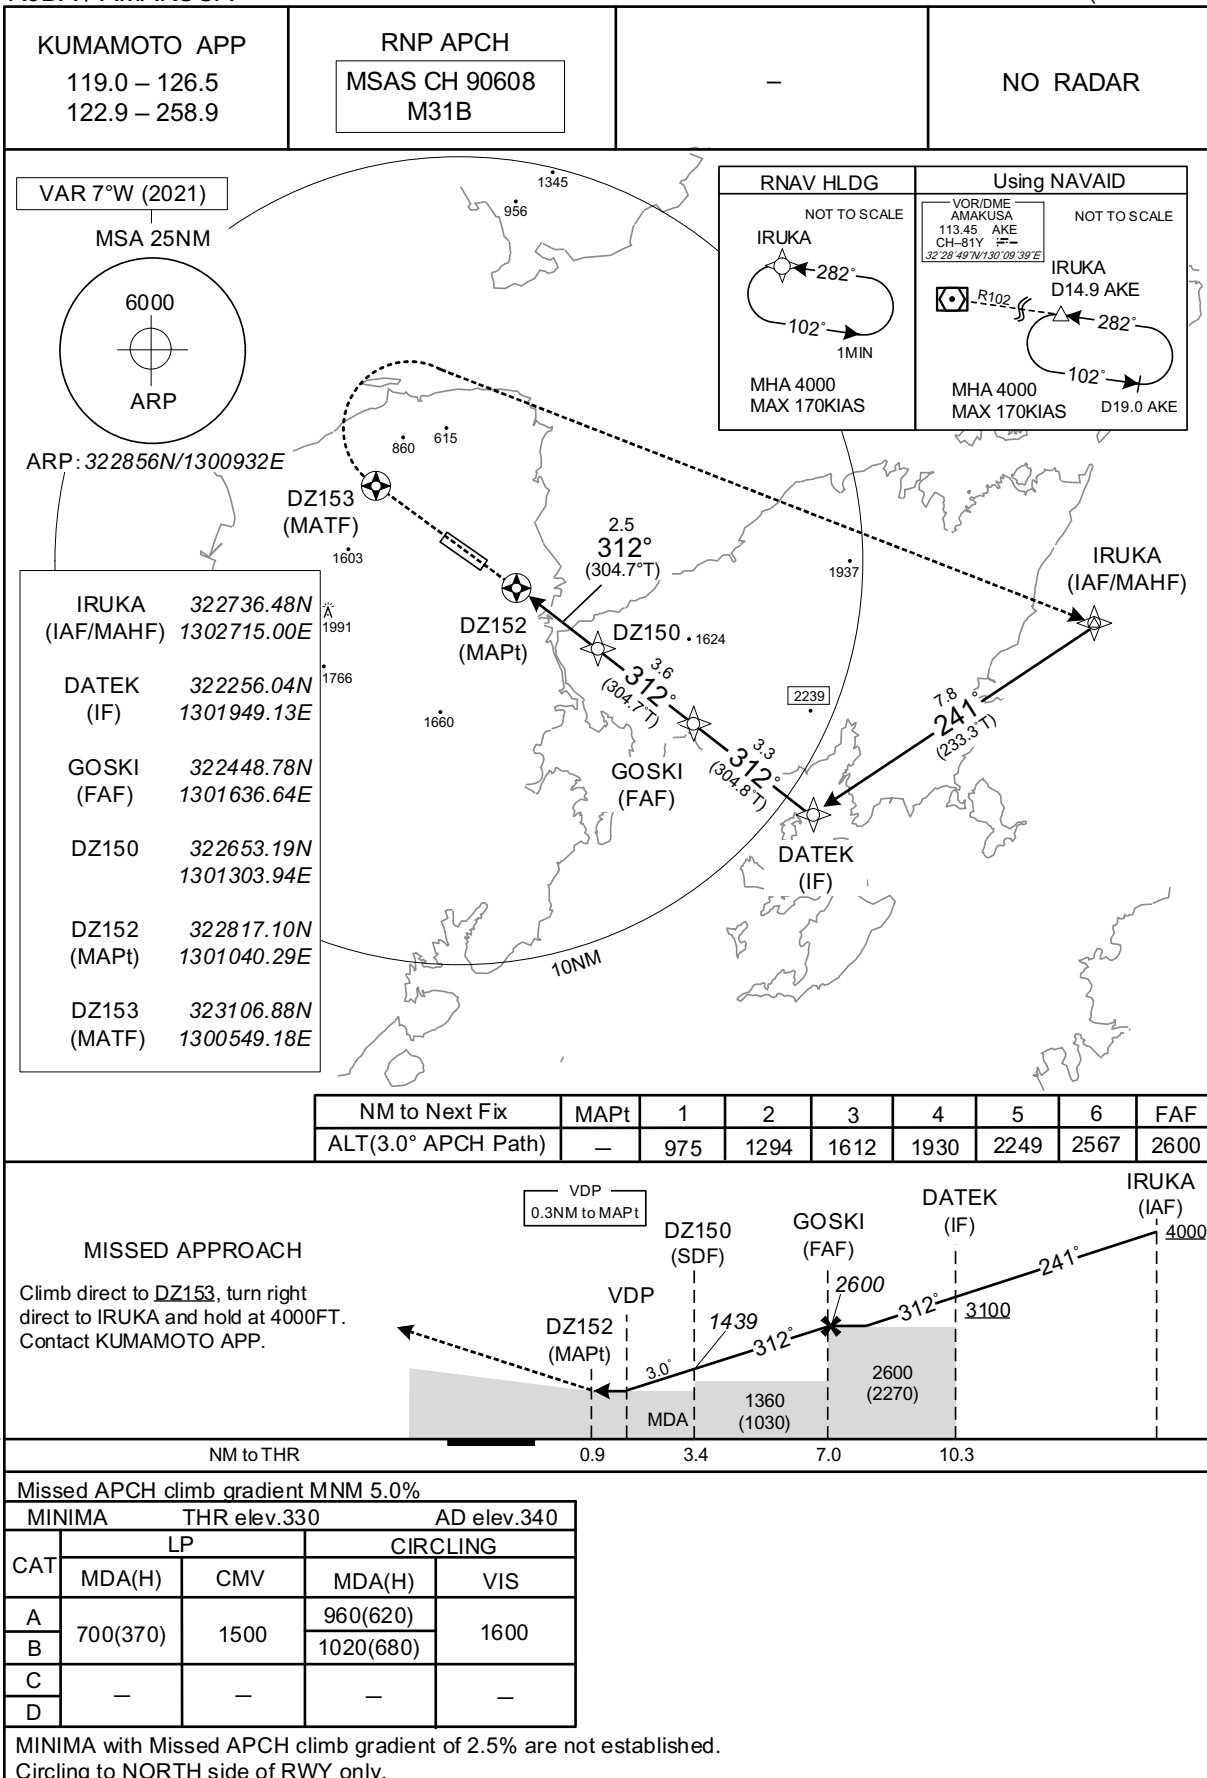 KUMAMOTO APP
119.0 – 126.5
122.9 – 258.9
RNP APCH
MSAS CH 90608
M31B
–
NO RADAR
VAR 7°W (2021)
MSA 25NM
6000
ARP
ARP: 322856N/1300932E
1345
956
RNAV HLDG
NOT TO SCALE
IRUKA
282°
102°
1MIN
MHA 4000
MAX 170KIAS
Using NAVAID
VOR/DME
AMAKUSA
113.45 AKE
CH–81Y
32°28'49"N/130°09'39"E
NOT TO SCALE
IRUKA
D14.9 AKE
R102
282°
102°
MHA 4000
MAX 170KIAS
D19.0 AKE
860
615
DZ153
(MATF)
1603
2.5
312°
(304.7°T)
1937
IRUKA
(IAF/MAHF)
DZ152
(MAPt)
DZ150
1624
1991
1766
1660
3.6
312°
(304.7°T)
2239
7.8
241°
(233.3°T)
GOSKI
(FAF)
3.3
312°
(304.8°T)
DATEK
(IF)
10NM
IRUKA 322736.48N
(IAF/MAHF) 1302715.00E
DATEK 322256.04N
(IF) 1301949.13E
GOSKI 322448.78N
(FAF) 1301636.64E
DZ150 322653.19N
1301303.94E
DZ152 322817.10N
(MAPt) 1301040.29E
DZ153 323106.88N
(MATF) 1300549.18E
NM to Next Fix MAPt 1 2 3 4 5 6 FAF
ALT(3.0° APCH Path) – 975 1294 1612 1930 2249 2567 2600
MISSED APPROACH
Climb direct to DZ153, turn right
direct to IRUKA and hold at 4000FT.
Contact KUMAMOTO APP.
VDP
0.3NM to MAPt
DZ152
(MAPt)
VDP
DZ150
(SDF)
GOSKI
(FAF)
DATEK
(IF)
IRUKA
(IAF)
4000
241°
3100
312°
2600
312°
1439
3.0°
MDA
1360
(1030)
2600
(2270)
NM to THR 0.9 3.4 7.0 10.3
Missed APCH climb gradient MNM 5.0%
MINIMA THR elev.330 AD elev.340
CAT LP CIRCLING
MDA(H) CMV MDA(H) VIS
A 700(370) 1500 960(620) 1600
B 1020(680)
C – – – –
D
MINIMA with Missed APCH climb gradient of 2.5% are not established.
Circling to NORTH side of RWY only.